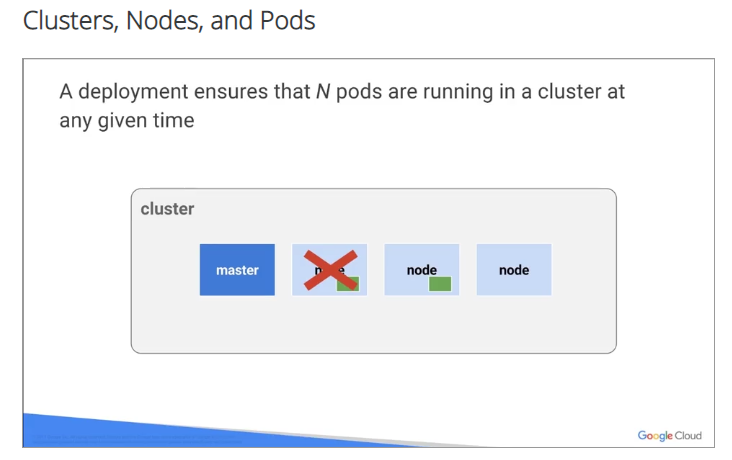 Clusters, Nodes, and Pods
A deployment ensures that N pods are running in a cluster at
any given time
cluster
master
node
node
Google Cloud